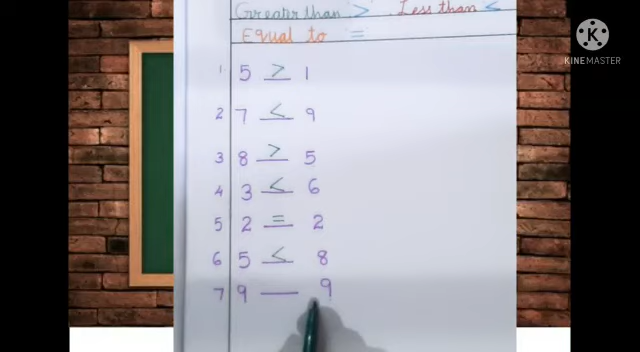 Greater than > Less than <
Equal to =
1. 5 > 1
2 7 < 9
3 8 > 5
4 3 < 6
5 2 = 2
6 5 < 8
7 9 __ 9
KINEMASTER